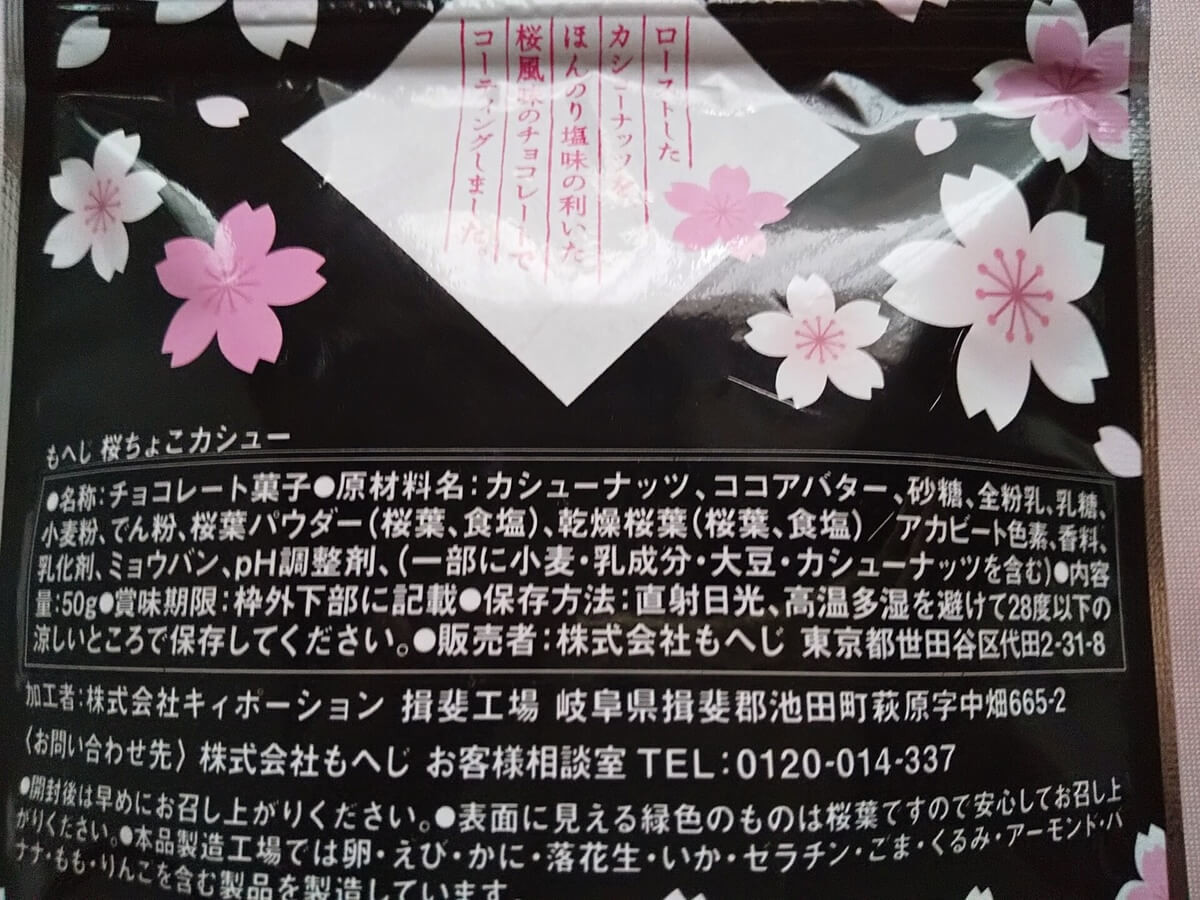 ローストした
カシューナッツを、
ほんのり塩味の利いた
桜風味のチョコレートで
コーティングしました。
もへじ 桜ちょこカシュー
●名称:チョコレート菓子●原材料名:カシューナッツ、ココアバター、砂糖、全粉乳、乳糖、
小麦粉、でん粉、桜葉パウダー(桜葉、食塩)、乾燥桜葉(桜葉、食塩)/アカビート色素、香料、
乳化剤、ミョウバン、pH調整剤、(一部に小麦・乳成分・大豆・カシューナッツを含む)●内容
量:50g●賞味期限:枠外下部に記載●保存方法:直射日光、高温多湿を避けて28度以下の
涼しいところで保存してください。●販売者:株式会社もへじ 東京都世田谷区代田2-31-8
加工者:株式会社キィポーション 揖斐工場 岐阜県揖斐郡池田町萩原字中畑665-2
〈お問い合わせ先〉株式会社もへじ お客様相談室 TEL:0120-014-337
●開封後は早めにお召し上がりください。●表面に見える緑色のものは桜葉ですので安心してお召し上
がりください。●本品製造工場では卵・えび・かに・落花生・いか・ゼラチン・ごま・くるみ・アーモンド・バ
ナナ・もも・りんごを含む製品を製造しています。